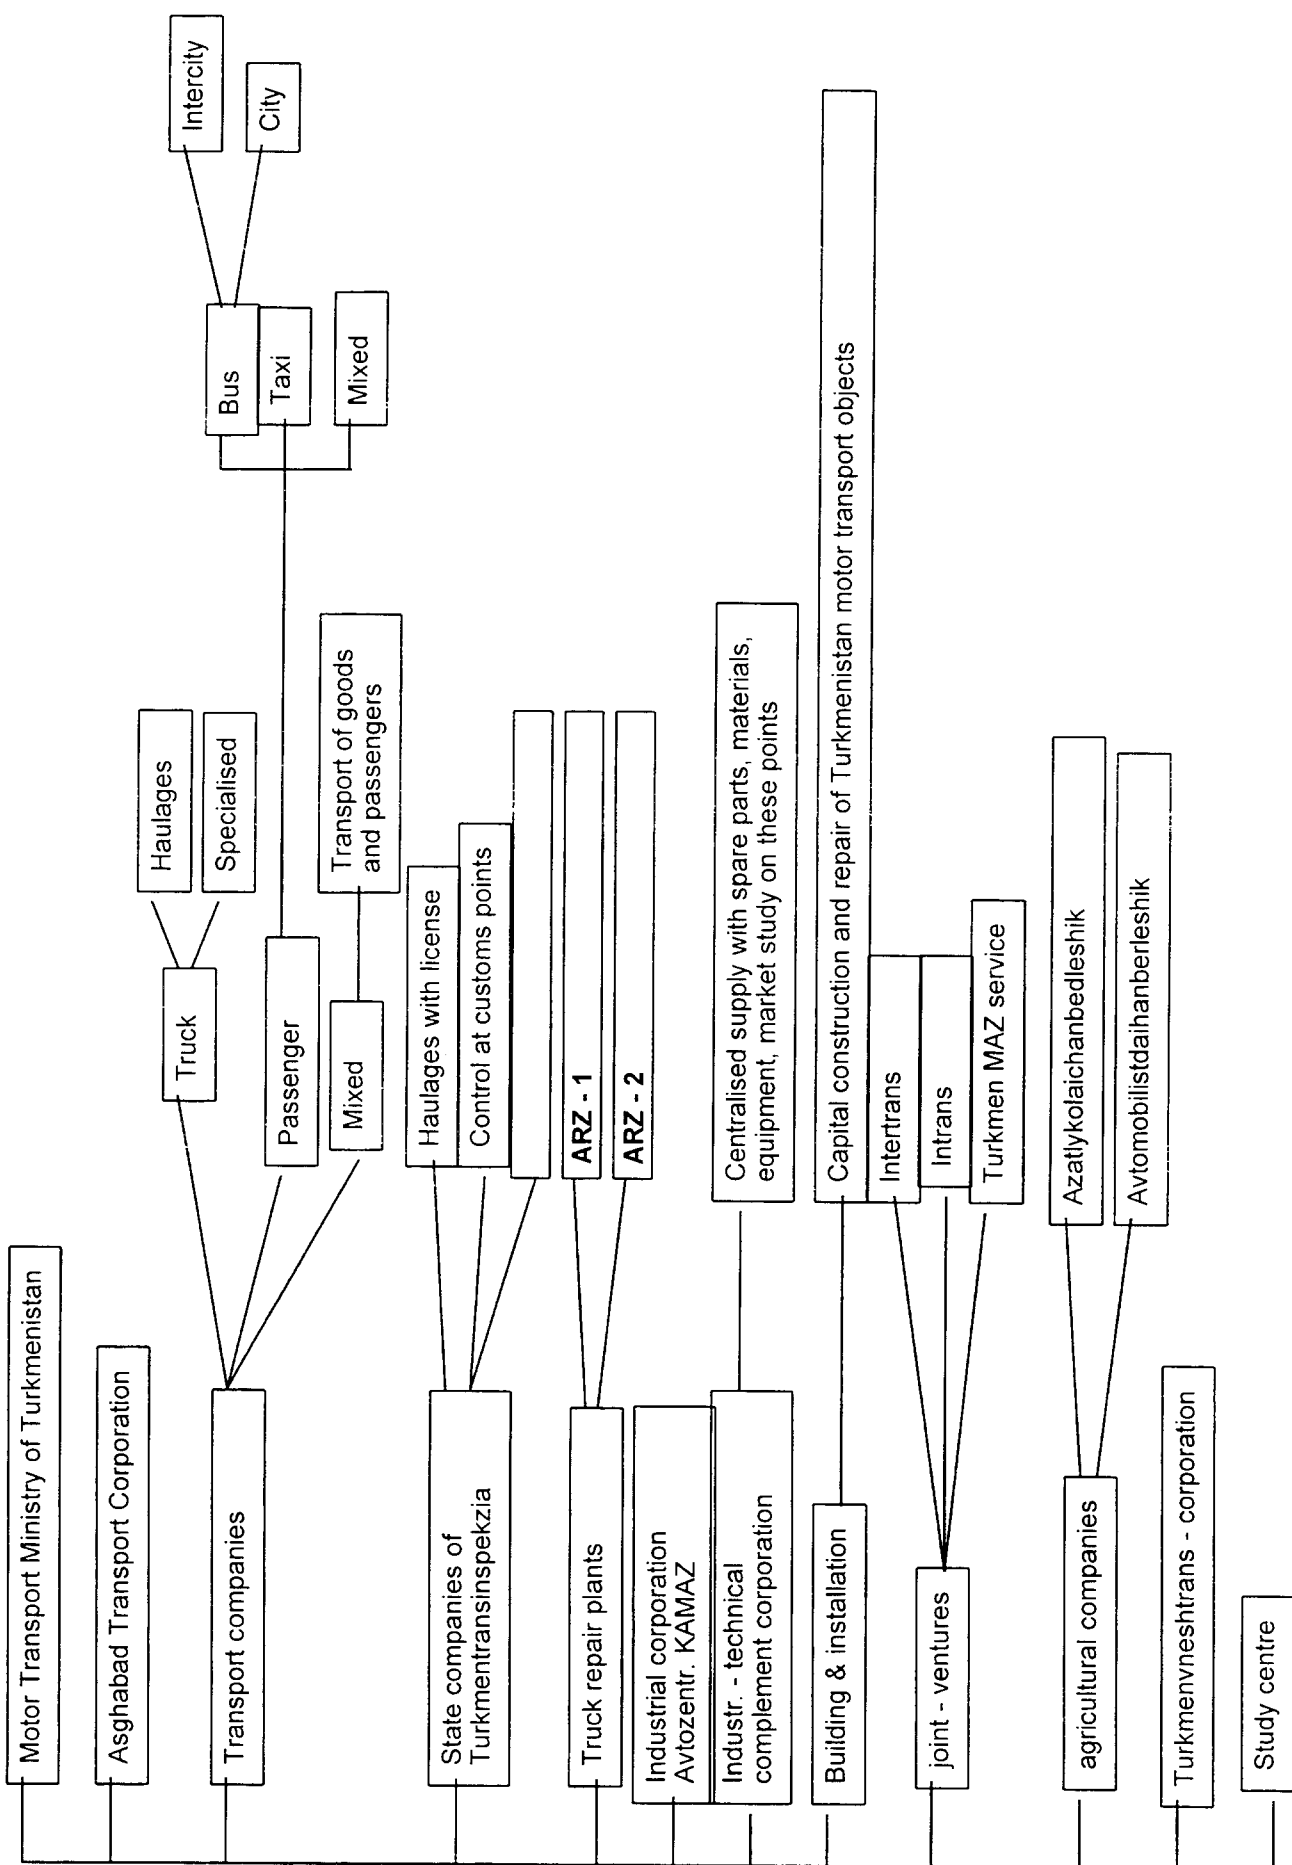 Motor Transport Ministry of Turkmenistan
Asghabad Transport Corporation
Transport companies
Truck
Haulages
Specialised
Passenger
Bus
Intercity
City
Taxi
Mixed
Mixed
Transport of goods
and passengers
State companies of
Turkmentransinspekzia
Haulages with license
Control at customs points
Truck repair plants
ARZ - 1
ARZ - 2
Industrial corporation
Avtozentr. KAMAZ
Industr. - technical
complement corporation
Centralised supply with spare parts, materials,
equipment, market study on these points
Building & installation
Capital construction and repair of Turkmenistan motor transport objects
joint - ventures
Intertrans
Intrans
Turkmen MAZ service
agricultural companies
Azatlykolaichanbedleshik
Avtomobilistdaihanberleshik
Turkmenvneshtrans - corporation
Study centre